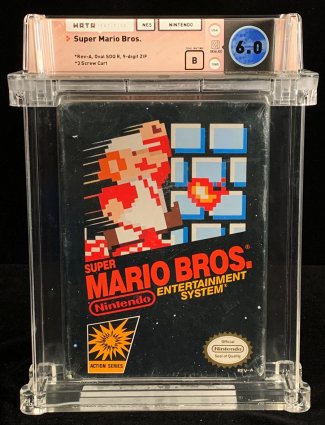 WATA NES NINTENDO
Super Mario Bros.
*Rev-A, Oval SOQ R, 9-digit ZIP
*3 Screw Cart
B
6.0
SUPER
MARIO BROS.
Nintendo
ENTERTAINMENT
SYSTEM
ACTION SERIES
Official
Nintendo
Seal of Quality
REV-A